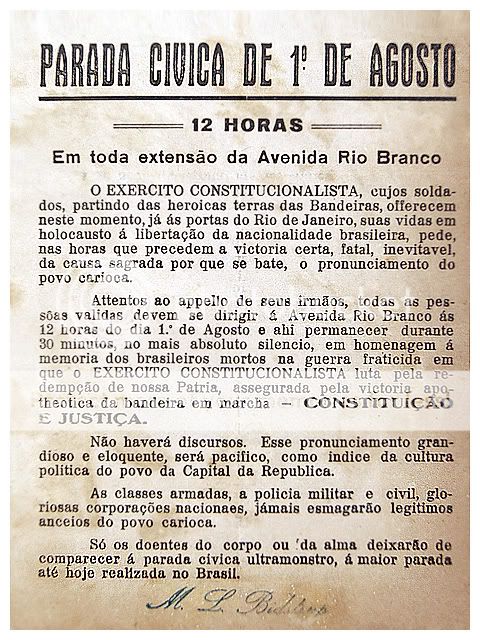 PARADA CIVICA DE 1º DE AGOSTO
12 HORAS
Em toda extensão da Avenida Rio Branco
O EXERCITO CONSTITUCIONALISTA, cujos solda-
dos, partindo das heroicas terras das Bandeiras, offerecem
neste momento, já ás portas do Rio de Janeiro, suas vidas em
holocausto á libertação da nacionalidade brasileira, pede,
nas horas que precedem a victoria certa, fatal, inevitavel,
da causa sagrada por que se bate, o pronunciamento do
povo carioca.
Attentos ao appello de seus irmãos, todas as pes-
sôas validas devem se dirigir á Avenida Rio Branco ás
12 horas do dia 1.º de Agosto e ahi permanecer durante
30 minutos, no mais absoluto silencio, em homenagem á
memoria dos brasileiros mortos na guerra fraticida em
que o EXERCITO CONSTITUCIONALISTA luta pela re-
dempção de nossa Patria, assegurada pela victoria apo-
theotica da bandeira em marcha — CONSTITUIÇÃO
E JUSTIÇA.
Não haverá discursos. Esse pronunciamento gran-
dioso e eloquente, será pacifico, como indice da cultura
politica do povo da Capital da Republica.
As classes armadas, a policia militar e civil, glo-
riosas corporações nacionaes, jámais esmagarão legitimos
anceios do povo carioca.
Só os doentes do corpo ou da alma deixarão de
comparecer á parada civica ultramonstro, á maior parada
até hoje realizada no Brasil.
M. L.